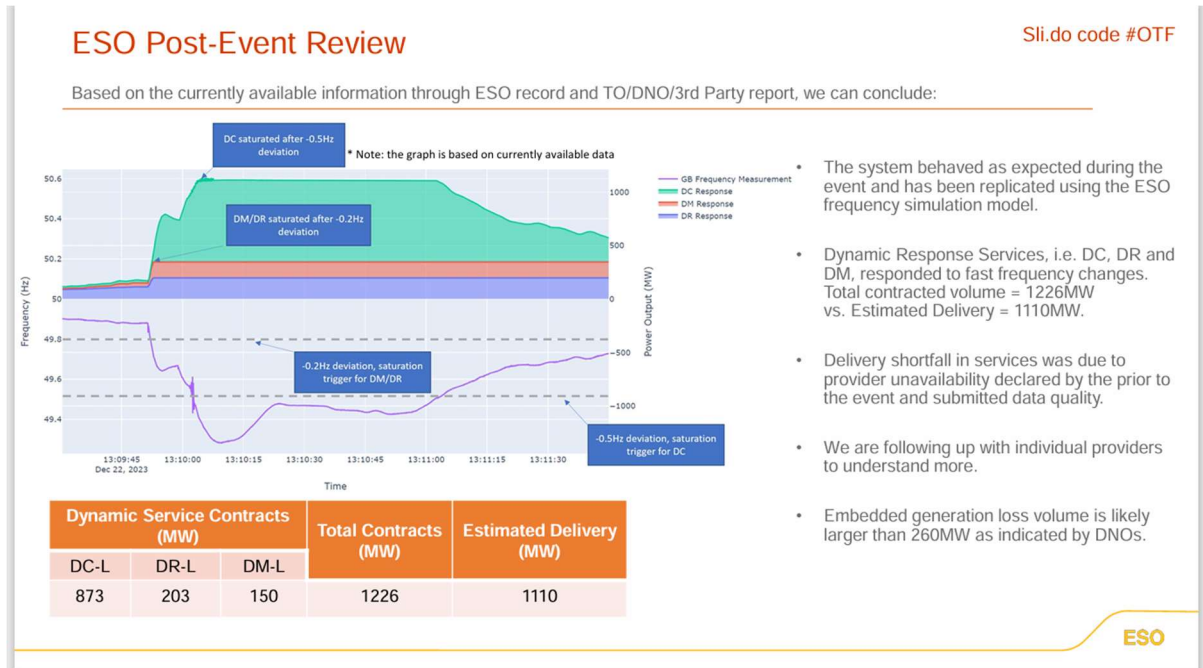 ESO Post-Event Review
Sli.do code #OTF
Based on the currently available information through ESO record and TO/DNO/3rd Party report, we can conclude:
DC saturated after -0.5Hz
deviation
* Note: the graph is based on currently available data
DM/DR saturated after -0.2Hz
deviation
-0.2Hz deviation, saturation
trigger for DM/DR
-0.5Hz deviation, saturation
trigger for DC
GB Frequency Measurement
DC Response
DM Response
DR Response
Frequency (Hz)
50.6
50.4
50.2
50
49.8
49.6
49.4
Power Output (MW)
1000
500
0
−500
−1000
13:09:45
Dec 22, 2023
13:10:00
13:10:15
13:10:30
13:10:45
13:11:00
13:11:15
13:11:30
Time
Dynamic Service Contracts
(MW)
Total Contracts
(MW)
Estimated Delivery
(MW)
DC-L DR-L DM-L
873 203 150 1226 1110
• The system behaved as expected during the
event and has been replicated using the ESO
frequency simulation model.
• Dynamic Response Services, i.e. DC, DR and
DM, responded to fast frequency changes.
Total contracted volume = 1226MW
vs. Estimated Delivery = 1110MW.
• Delivery shortfall in services was due to
provider unavailability declared by the prior to
the event and submitted data quality.
• We are following up with individual providers
to understand more.
• Embedded generation loss volume is likely
larger than 260MW as indicated by DNOs.
ESO